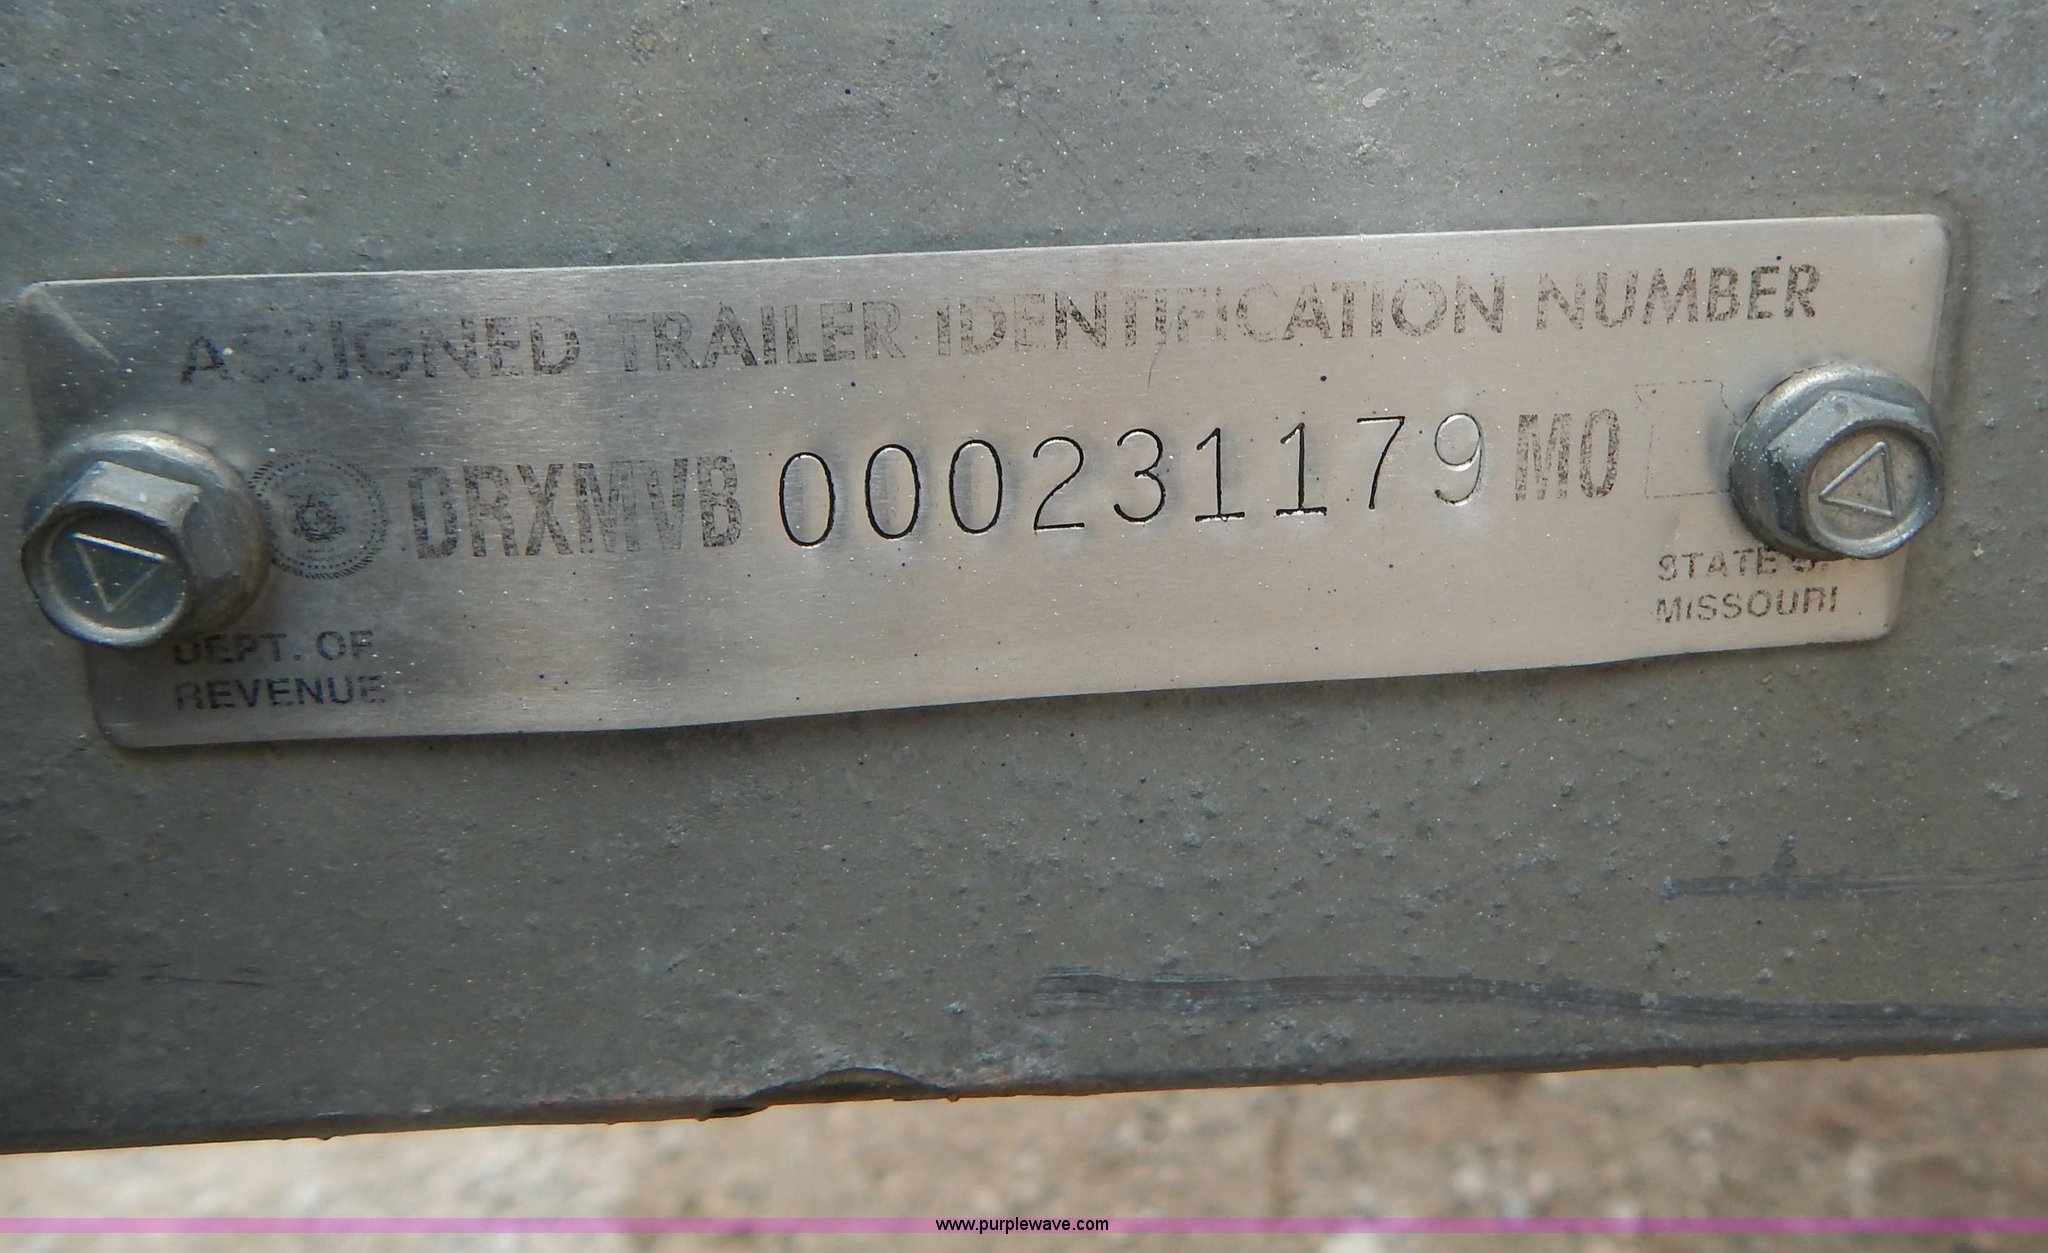 ASSIGNED TRAILER IDENTIFICATION NUMBER
DRXMVB 000231179 MO
STATE OF
MISSOURI
DEPT. OF
REVENUE
www.purplewave.com